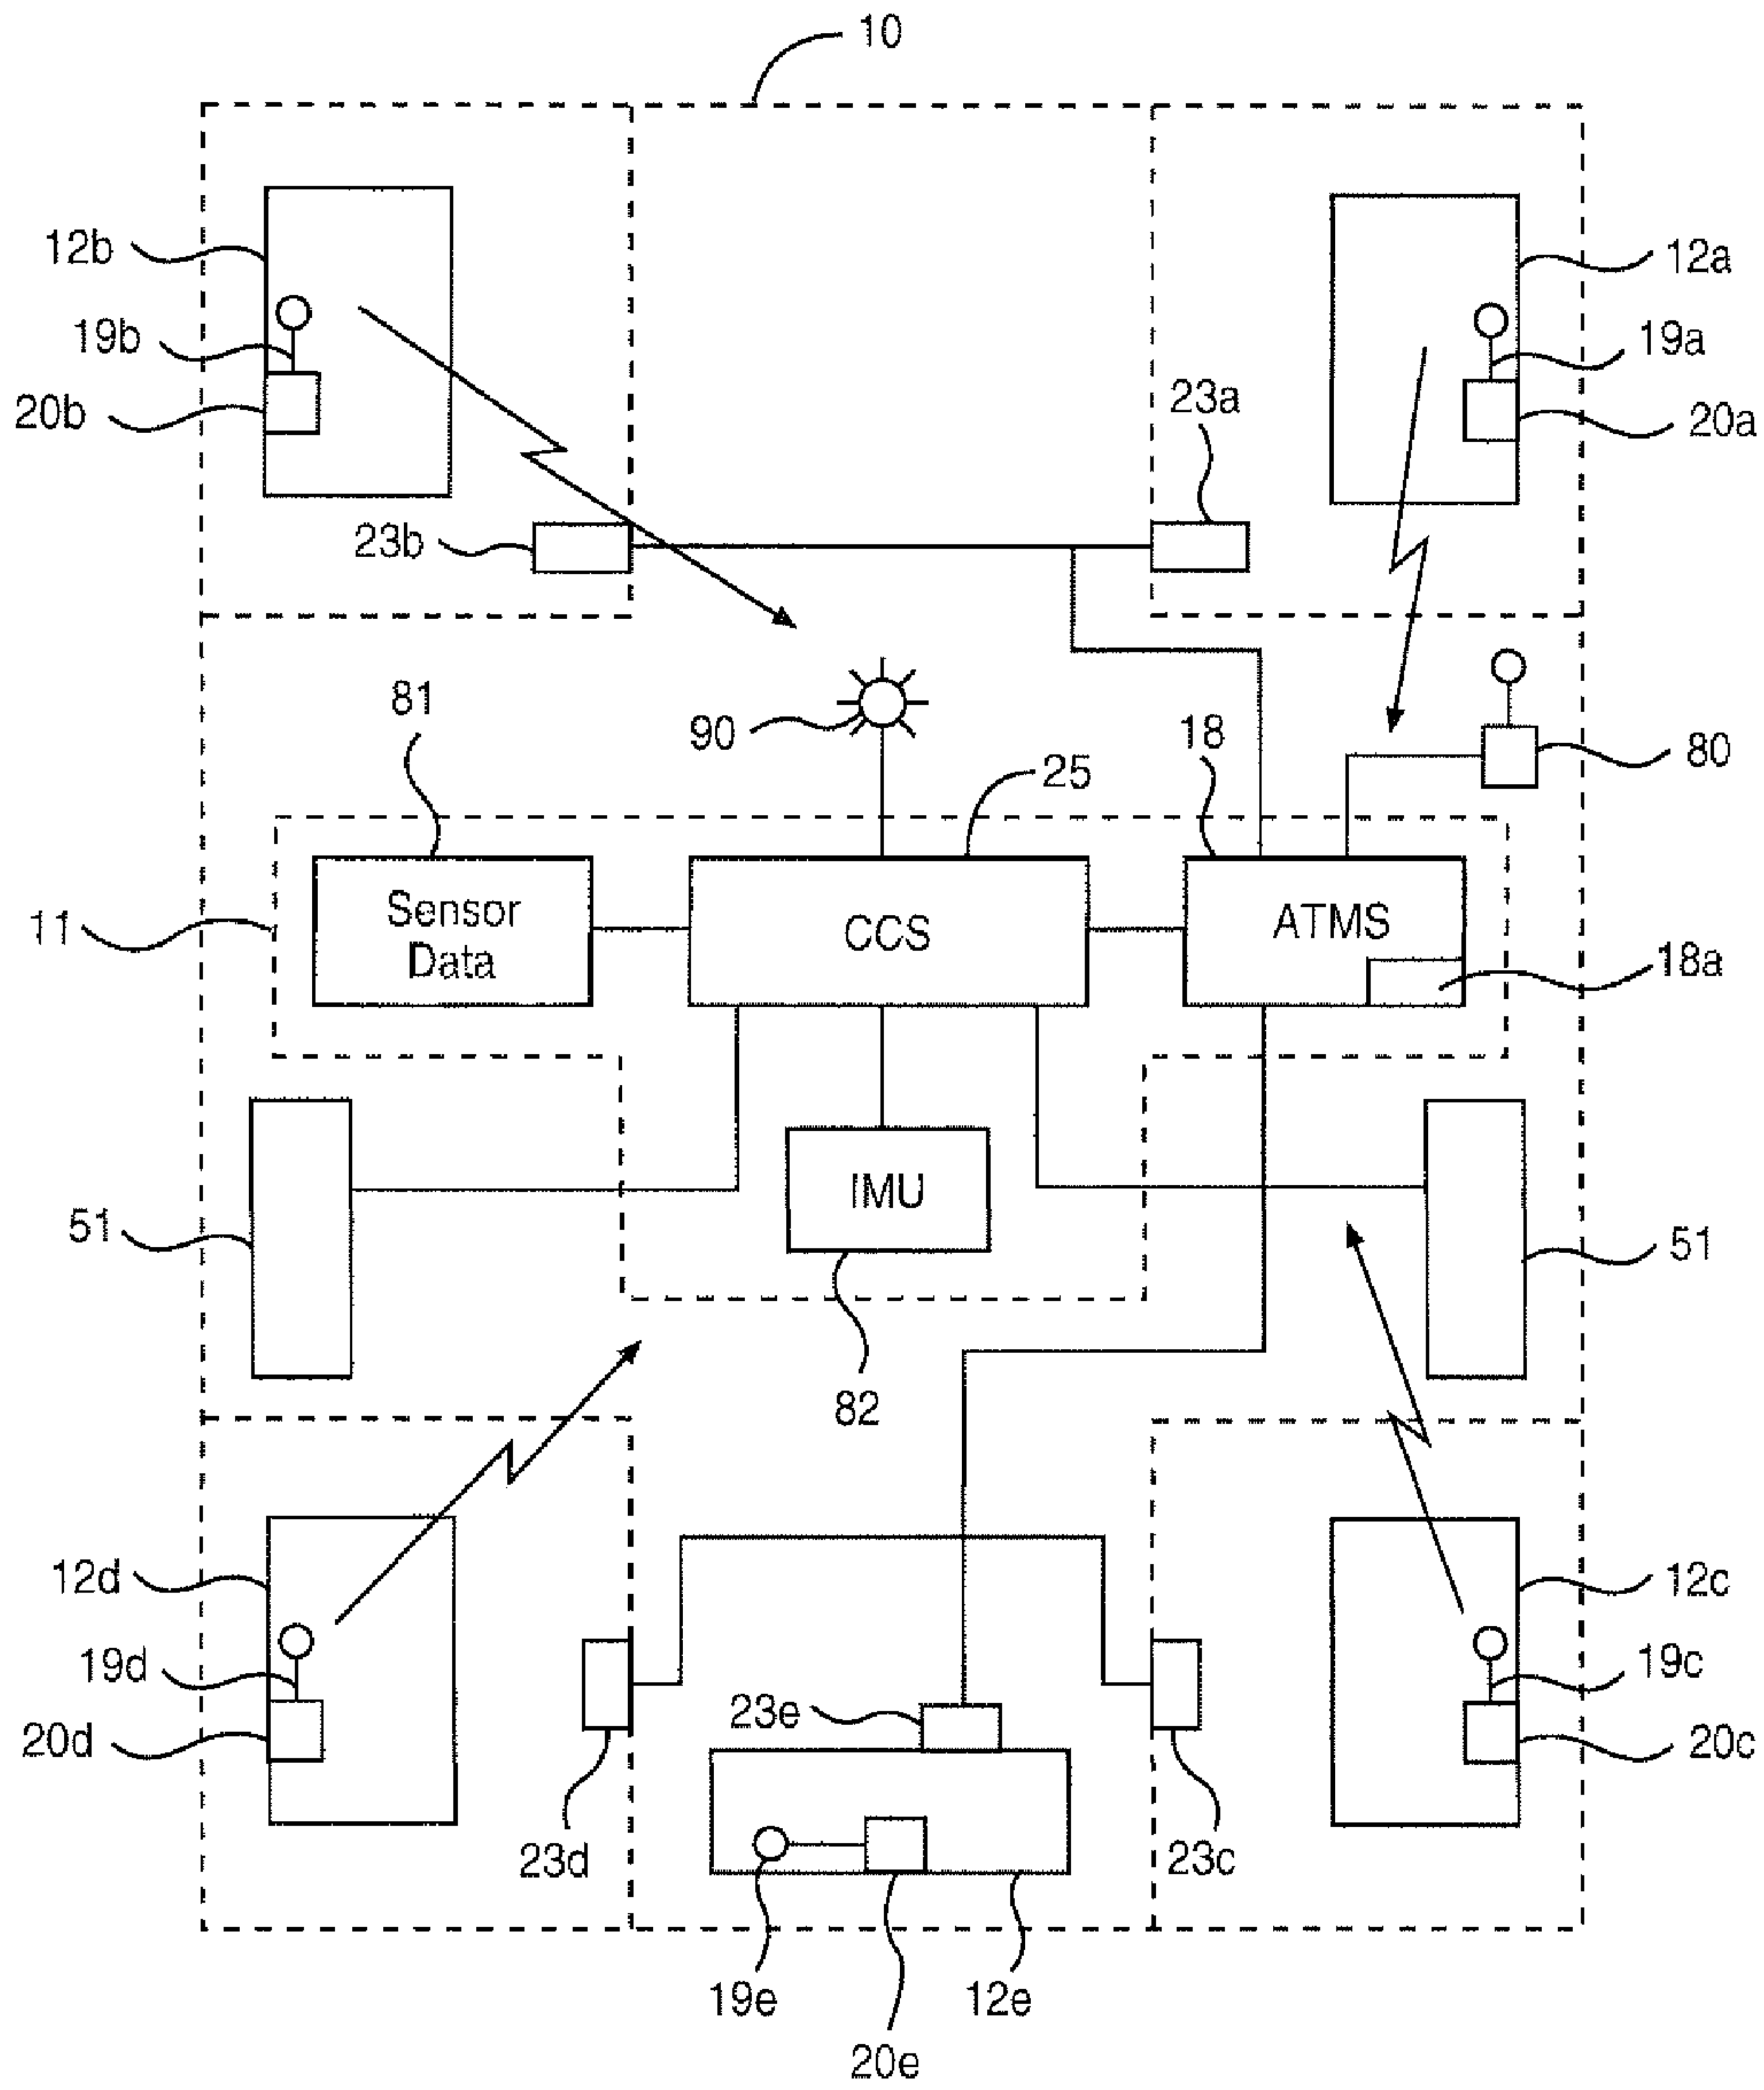 10
12b
12a
19b
19a
20b
23a
20a
23b
81
90
18
80
25
Sensor
Data
CCS
ATMS
11
18a
IMU
51
51
82
12d
12c
19d
23e
19c
20d
20c
23d
23c
19e
12e
20e